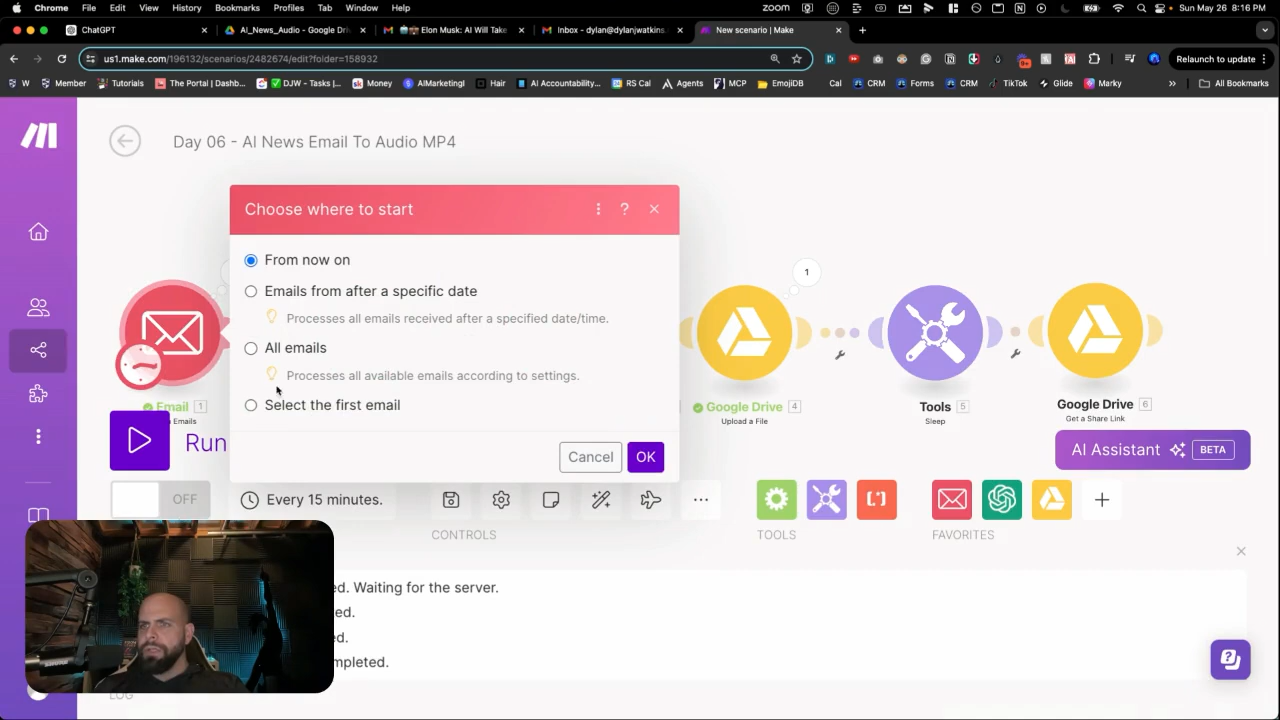 Chrome File Edit View History Bookmarks Profiles Tab Window Help zoom Sun May 26 8:16 PM
ChatGPT AI_News_Audio - Google Dri Elon Musk: AI Will Take Inbox - dylan@dylanjwatkins.c New scenario | Make
us1.make.com/196132/scenarios/2482674/edit?folder=158932 Relaunch to update
W Member Tutorials The Portal | Dashb... DJW - Tasks |... Money AIMarketingl Hair AI Accountability... RS Cal Agents MCP EmojiDB Cal CRM Forms CRM TikTok Glide Marky » All Bookmarks
Day 06 - AI News Email To Audio MP4
Choose where to start
From now on
Emails from after a specific date
Processes all emails received after a specified date/time.
All emails
Processes all available emails according to settings.
Select the first email
Cancel OK
1
Email 1
Emails
Google Drive 4
Upload a File
Tools 5
Sleep
Google Drive 6
Get a Share Link
Run
AI Assistant BETA
OFF
Every 15 minutes.
CONTROLS
TOOLS
FAVORITES
ed. Waiting for the server.
ed.
ed.
mpleted.
LOG